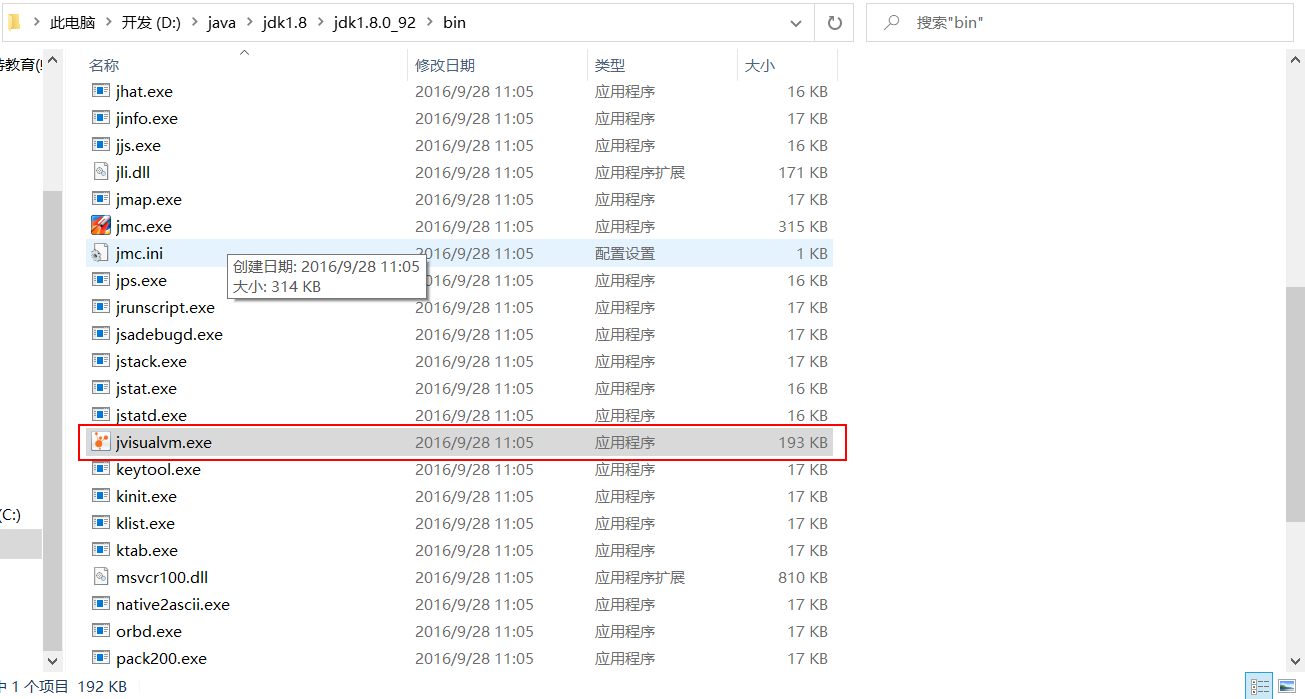 此电脑 > 开发 (D:) > java > jdk1.8 > jdk1.8.0_92 > bin
搜索"bin"
名称 修改日期 类型 大小
jhat.exe 2016/9/28 11:05 应用程序 16 KB
jinfo.exe 2016/9/28 11:05 应用程序 17 KB
jjs.exe 2016/9/28 11:05 应用程序 16 KB
jli.dll 2016/9/28 11:05 应用程序扩展 171 KB
jmap.exe 2016/9/28 11:05 应用程序 17 KB
jmc.exe 2016/9/28 11:05 应用程序 315 KB
jmc.ini 2016/9/28 11:05 配置设置 1 KB
创建日期: 2016/9/28 11:05
大小: 314 KB
jps.exe 2016/9/28 11:05 应用程序 16 KB
jrunscript.exe 2016/9/28 11:05 应用程序 17 KB
jsadebugd.exe 2016/9/28 11:05 应用程序 17 KB
jstack.exe 2016/9/28 11:05 应用程序 17 KB
jstat.exe 2016/9/28 11:05 应用程序 16 KB
jstatd.exe 2016/9/28 11:05 应用程序 16 KB
jvisualvm.exe 2016/9/28 11:05 应用程序 193 KB
keytool.exe 2016/9/28 11:05 应用程序 17 KB
kinit.exe 2016/9/28 11:05 应用程序 17 KB
klist.exe 2016/9/28 11:05 应用程序 17 KB
ktab.exe 2016/9/28 11:05 应用程序 17 KB
msvcr100.dll 2016/9/28 11:05 应用程序扩展 810 KB
native2ascii.exe 2016/9/28 11:05 应用程序 17 KB
orbd.exe 2016/9/28 11:05 应用程序 17 KB
pack200.exe 2016/9/28 11:05 应用程序 17 KB
教育
(C:)
中 1 个项目 192 KB